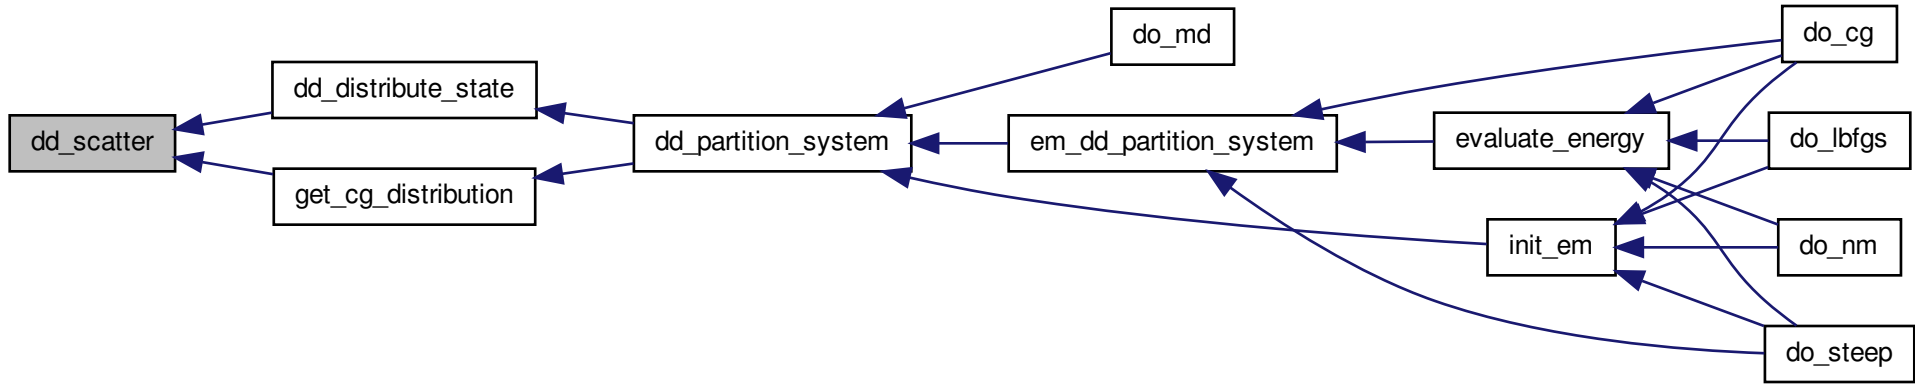 dd_scatter
dd_distribute_state
get_cg_distribution
dd_partition_system
do_md
em_dd_partition_system
evaluate_energy
init_em
do_cg
do_lbfgs
do_nm
do_steep